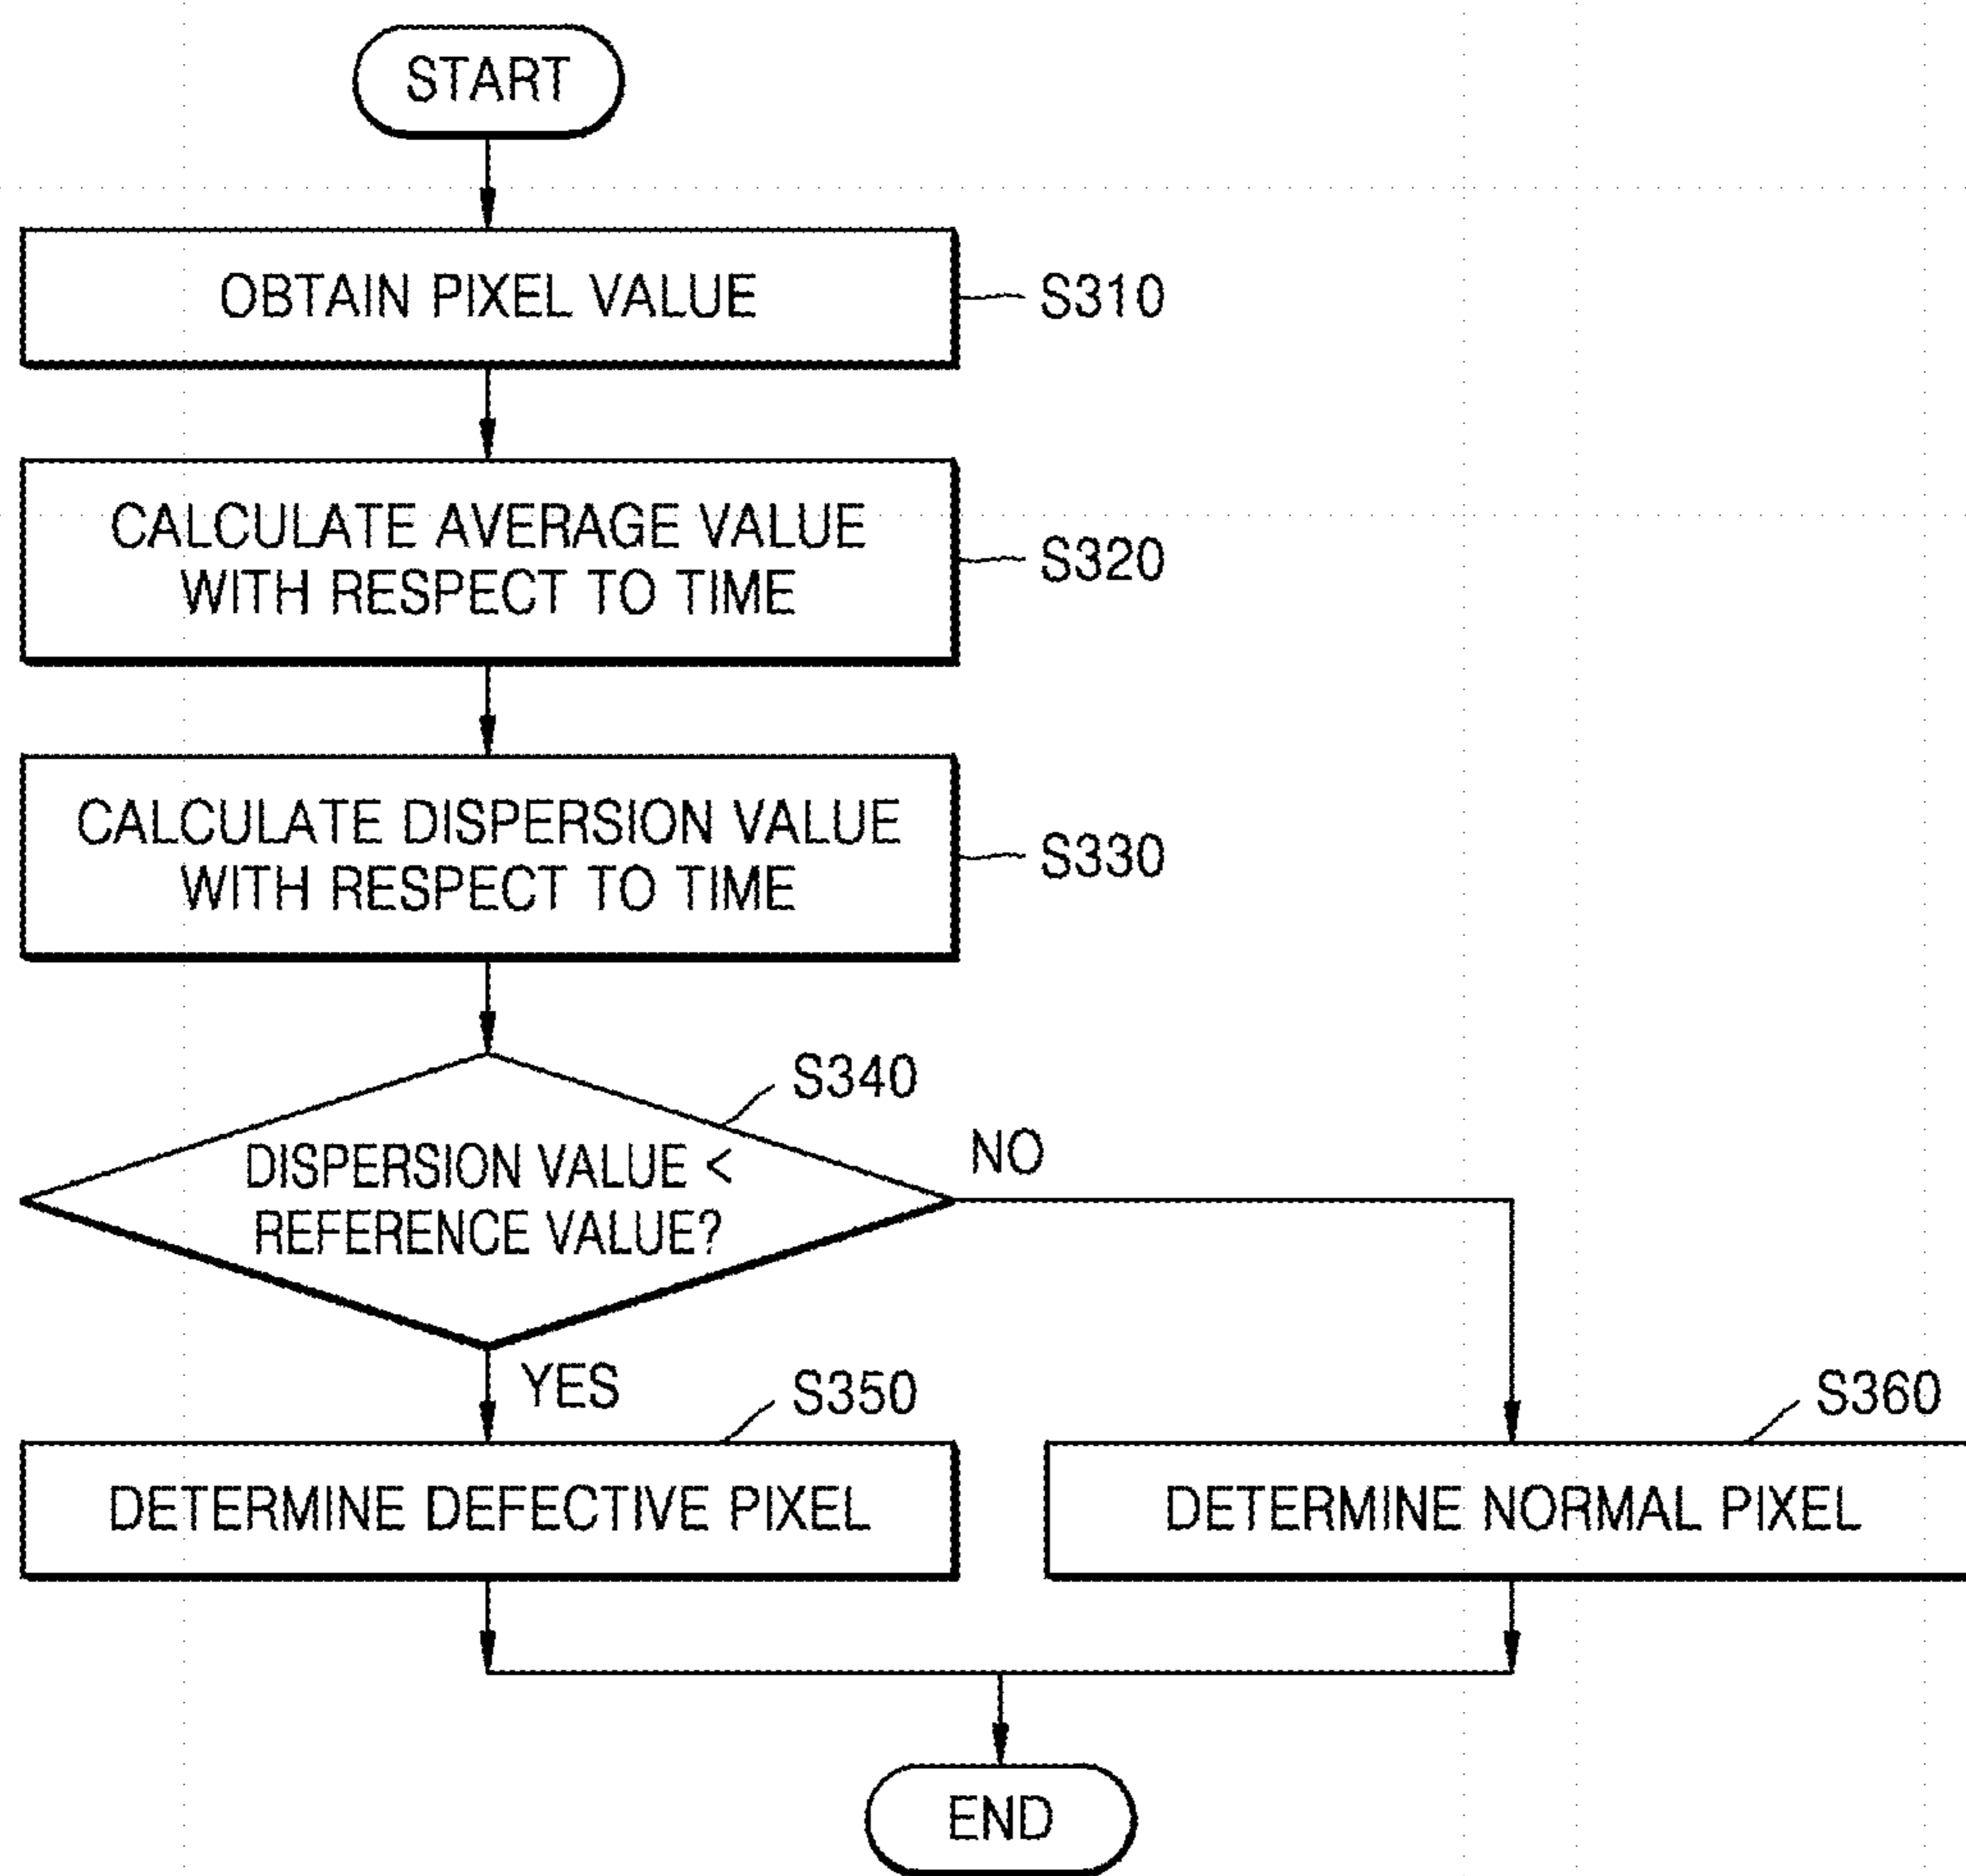 START
OBTAIN PIXEL VALUE
S310
CALCULATE AVERAGE VALUE
WITH RESPECT TO TIME
S320
CALCULATE DISPERSION VALUE
WITH RESPECT TO TIME
S330
S340
DISPERSION VALUE <
REFERENCE VALUE?
NO
YES
S350
DETERMINE DEFECTIVE PIXEL
S360
DETERMINE NORMAL PIXEL
END